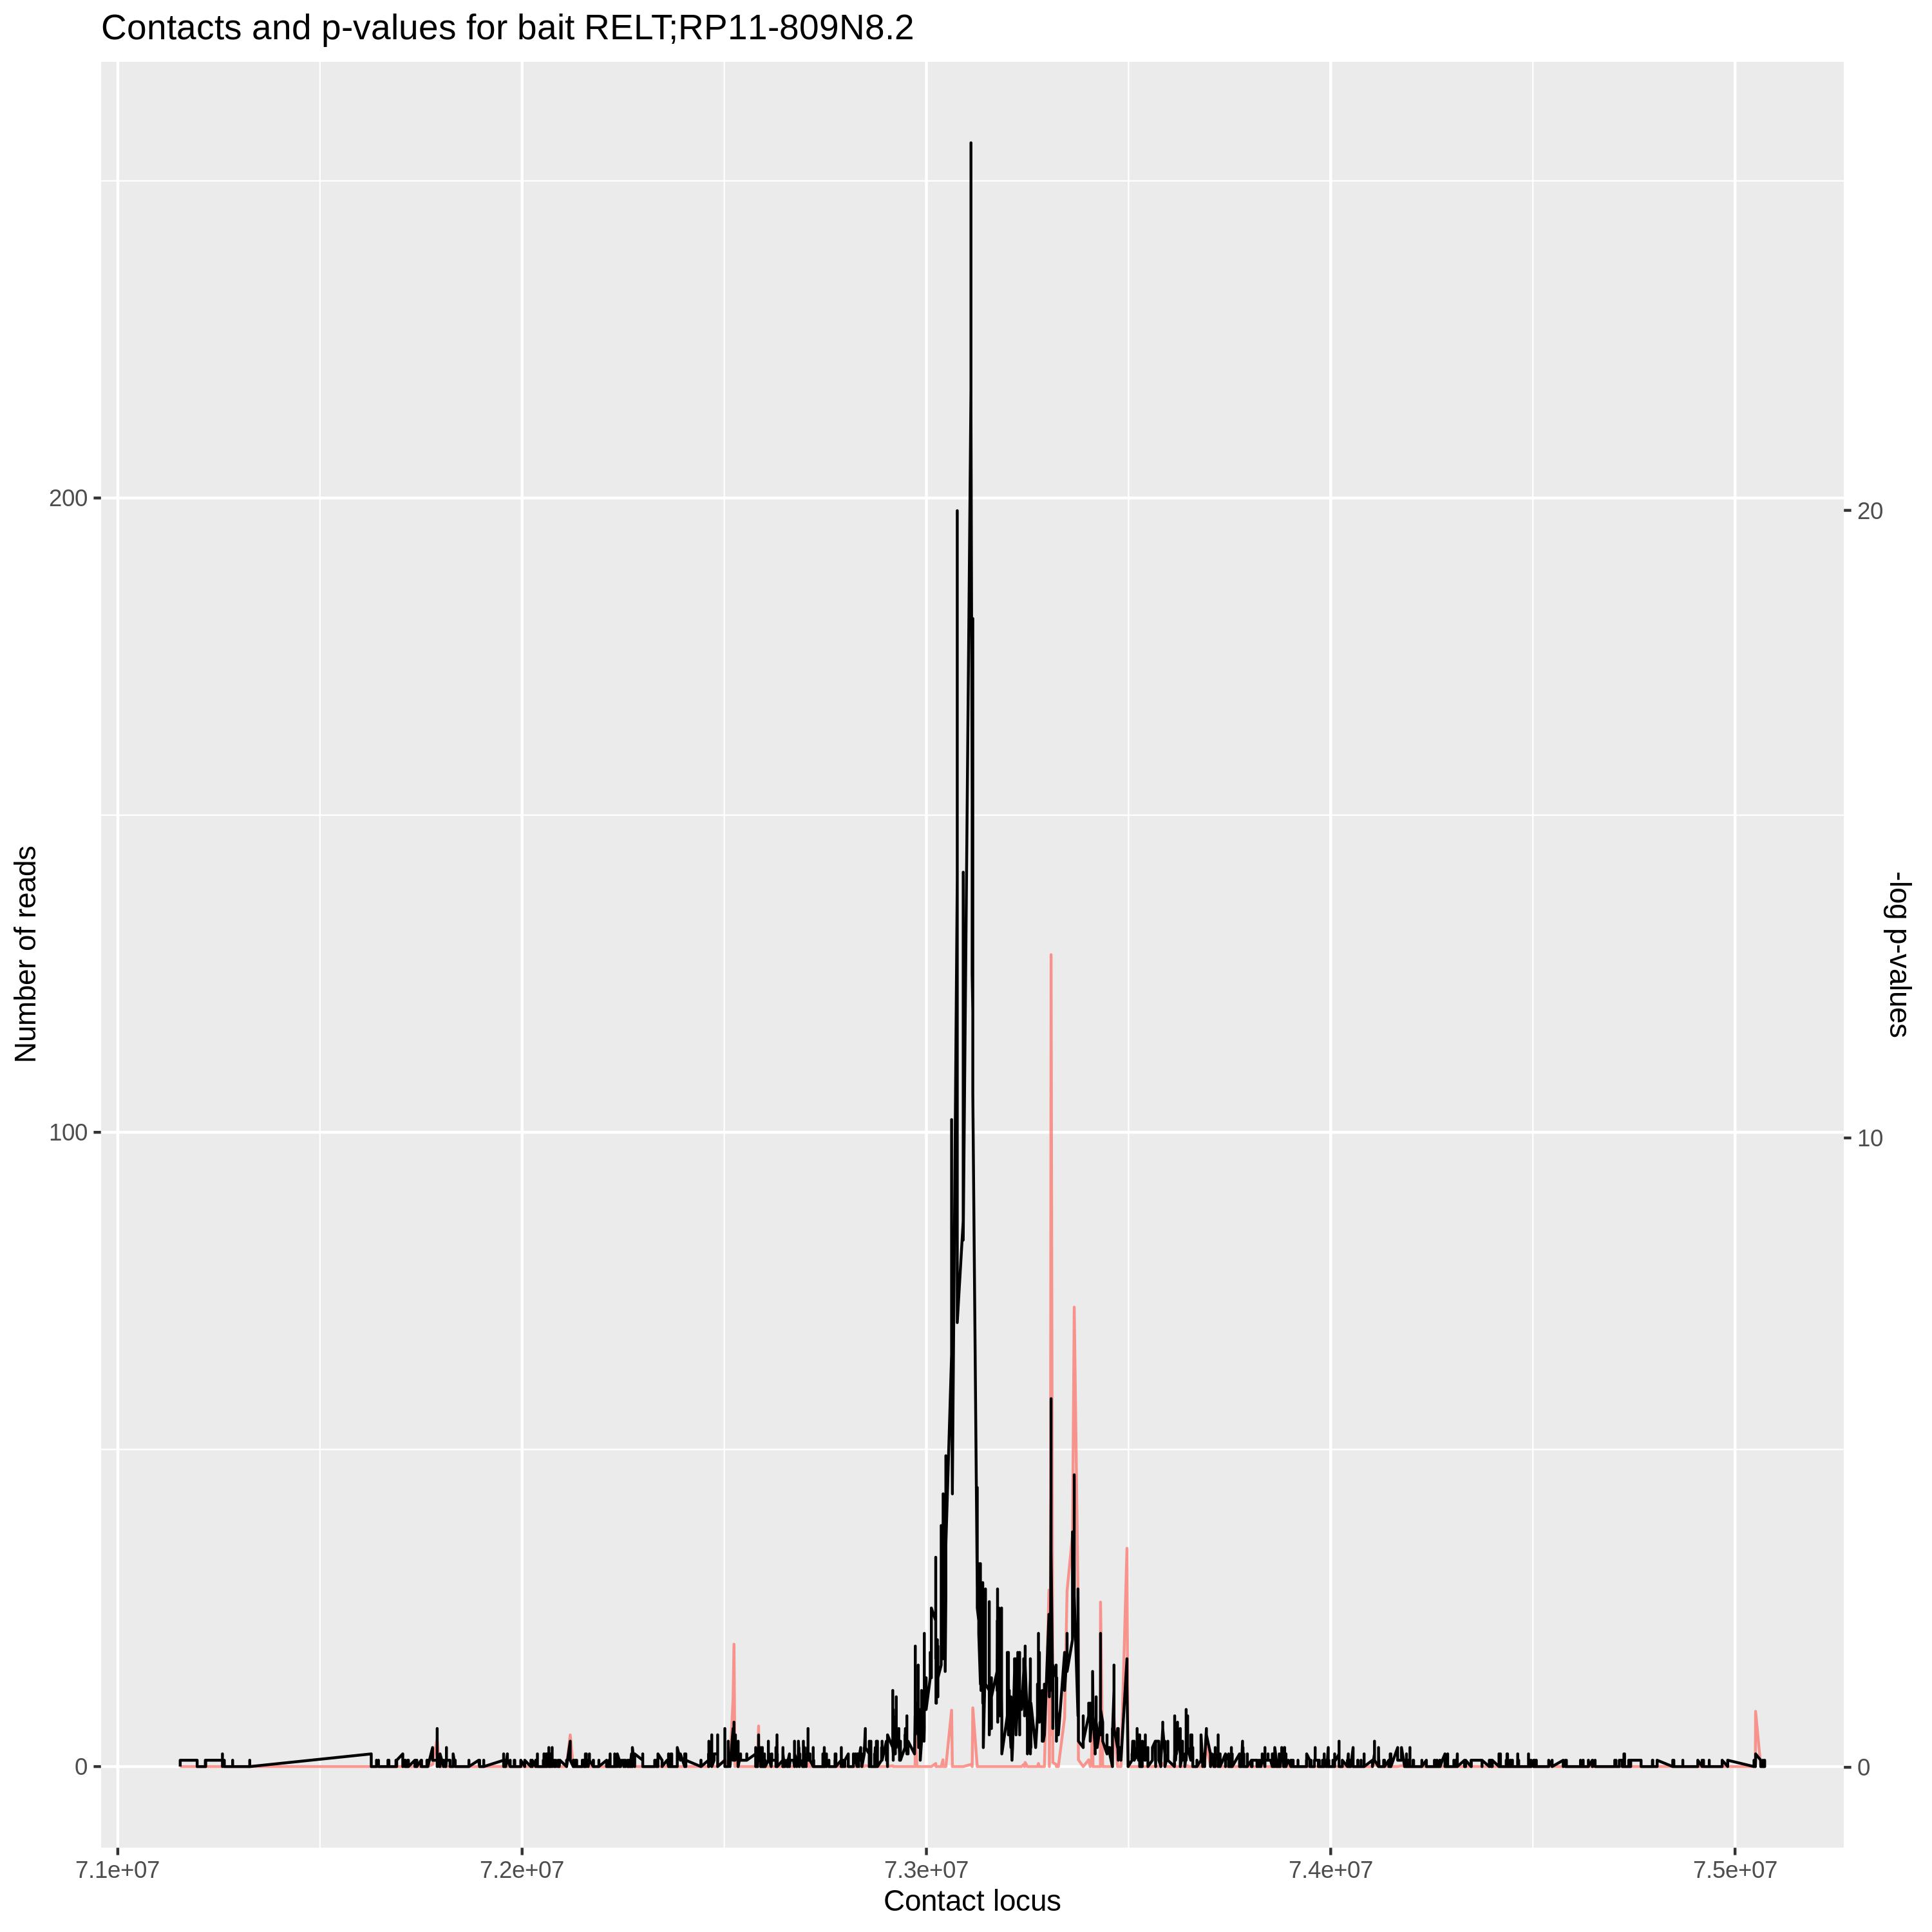 Contacts and p-values for bait RELT;RP11-809N8.2
Number of reads
200
100
0
20
10
0
-log p-values
7.1e+07
7.2e+07
7.3e+07
7.4e+07
7.5e+07
Contact locus